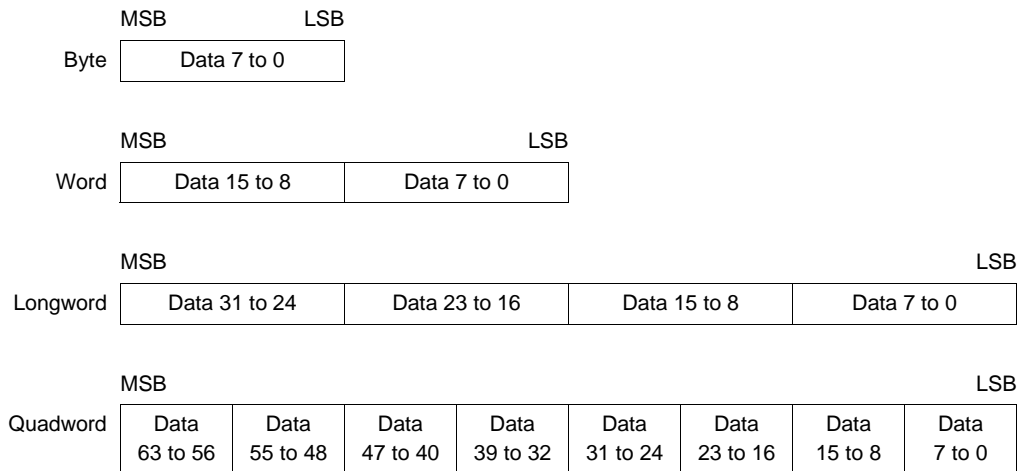 MSB LSB
Byte Data 7 to 0
MSB LSB
Word Data 15 to 8 Data 7 to 0
MSB LSB
Longword Data 31 to 24 Data 23 to 16 Data 15 to 8 Data 7 to 0
MSB LSB
Quadword Data Data Data Data Data Data Data Data
63 to 56 55 to 48 47 to 40 39 to 32 31 to 24 23 to 16 15 to 8 7 to 0